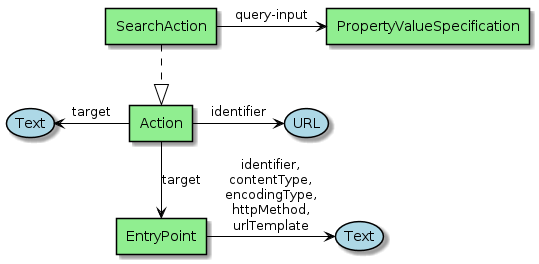 query-input
SearchAction
PropertyValueSpecification
target
identifier
Text
Action
URL
identifier,
contentType,
target
encodingType,
httpMethod,
urlTemplate
EntryPoint
Text